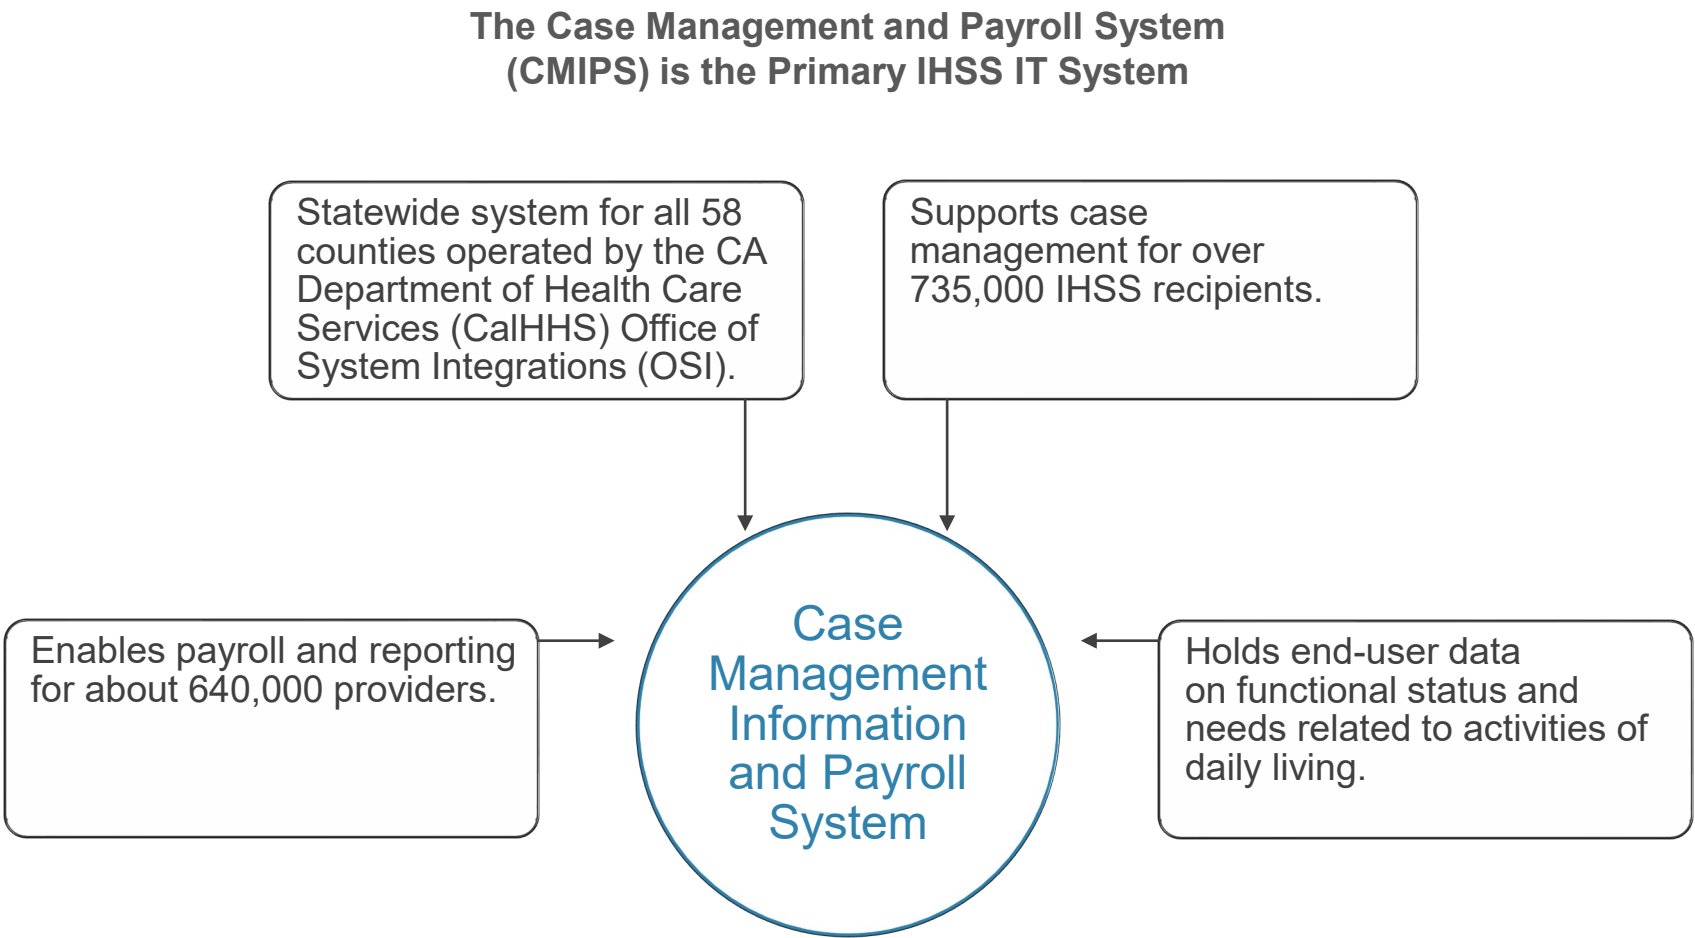 The Case Management and Payroll System
(CMIPS) is the Primary IHSS IT System
Statewide system for all 58
counties operated by the CA
Department of Health Care
Services (CalHHS) Office of
System Integrations (OSI).
Supports case
management for over
735,000 IHSS recipients.
Enables payroll and reporting
for about 640,000 providers.
Case
Management
Information
and Payroll
System
Holds end-user data
on functional status and
needs related to activities of
daily living.